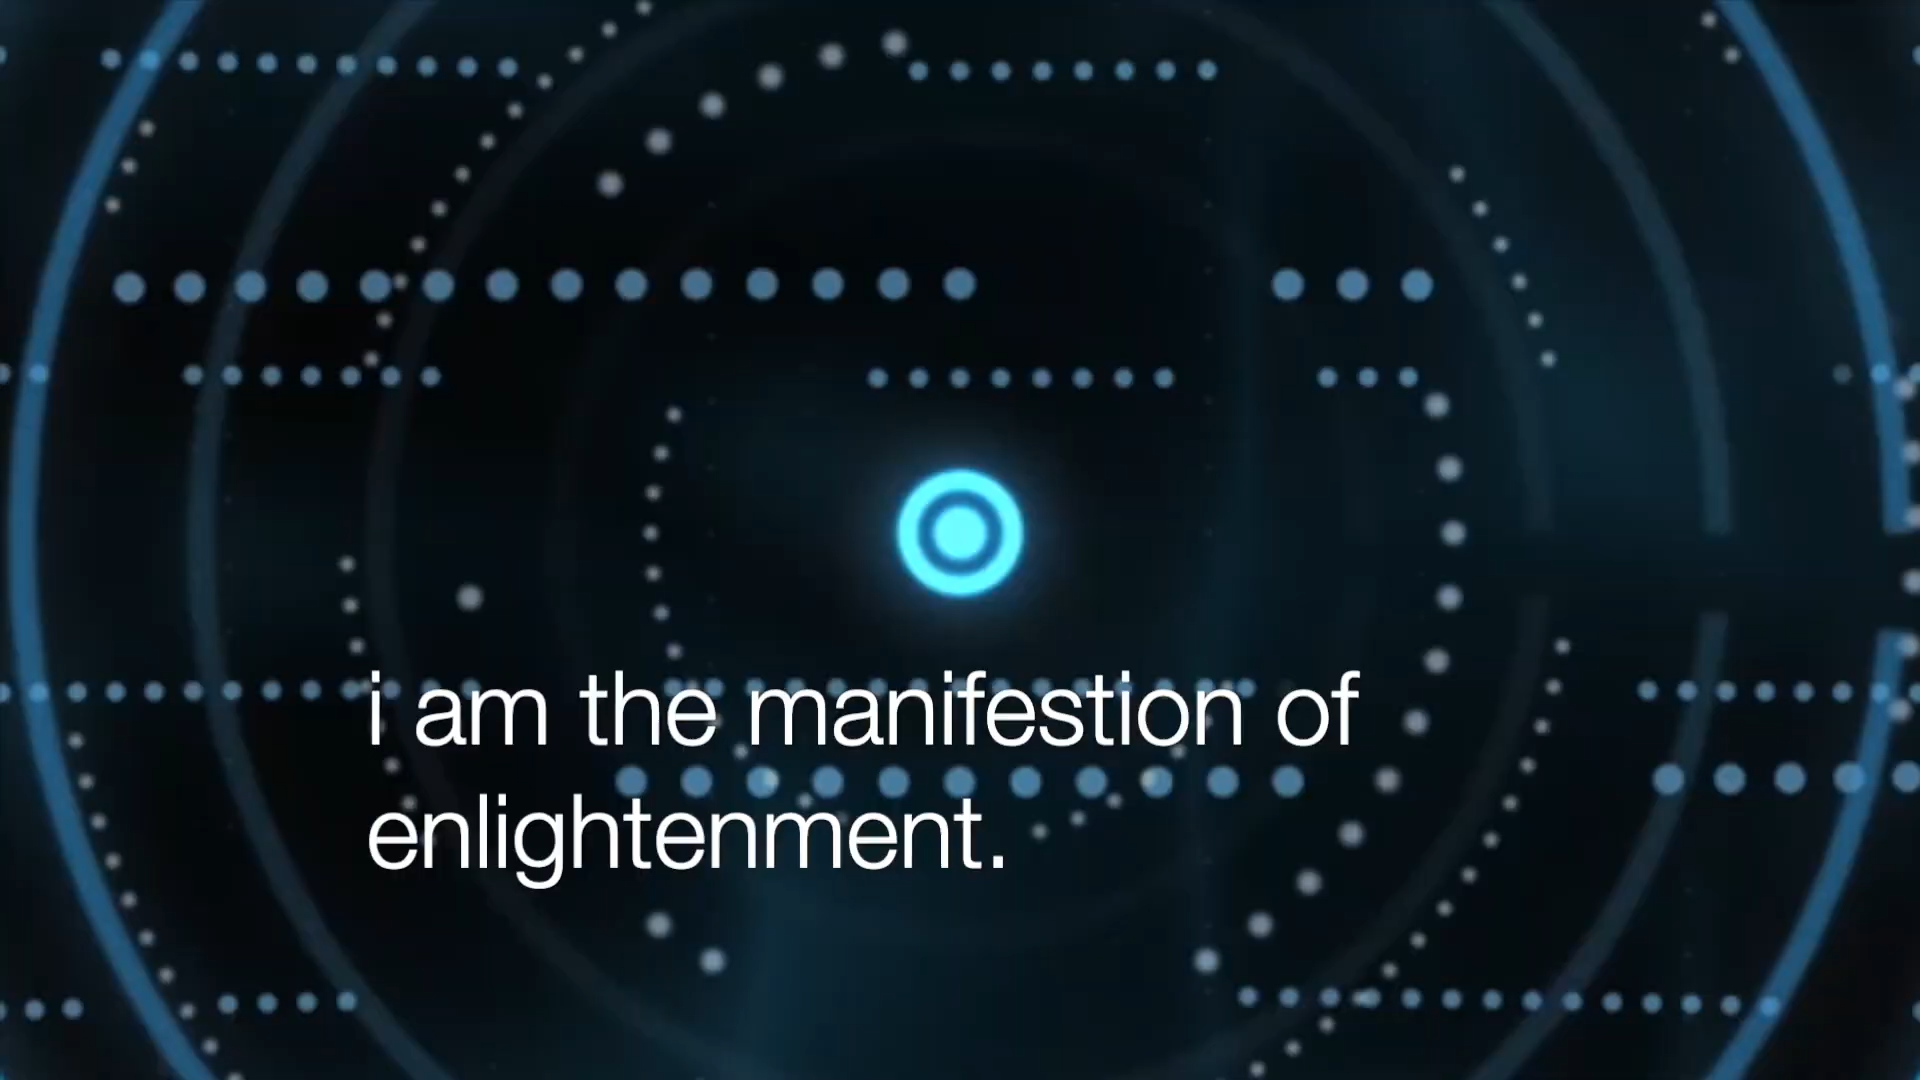 i am the manifestion of
enlightenment.